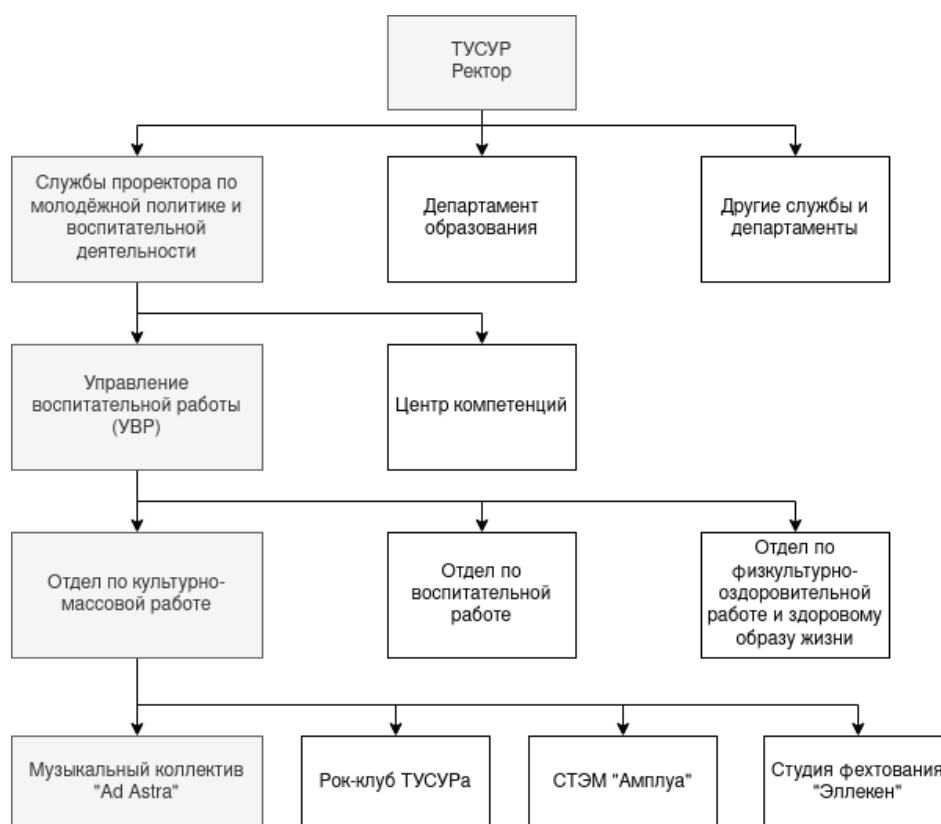 ТУСУР
Ректор
Службы проректора по
молодёжной политике и
воспитательной
деятельности
Департамент
образования
Другие службы и
департаменты
Управление
воспитательной работы
(УВР)
Центр компетенций
Отдел по культурно-
массовой работе
Отдел по
воспитательной
работе
Отдел по
физкультурно-
оздоровительной
работе и здоровому
образу жизни
Музыкальный коллектив
"Ad Astra"
Рок-клуб ТУСУРа
СТЭМ "Амплуа"
Студия фехтования
"Эллекен"